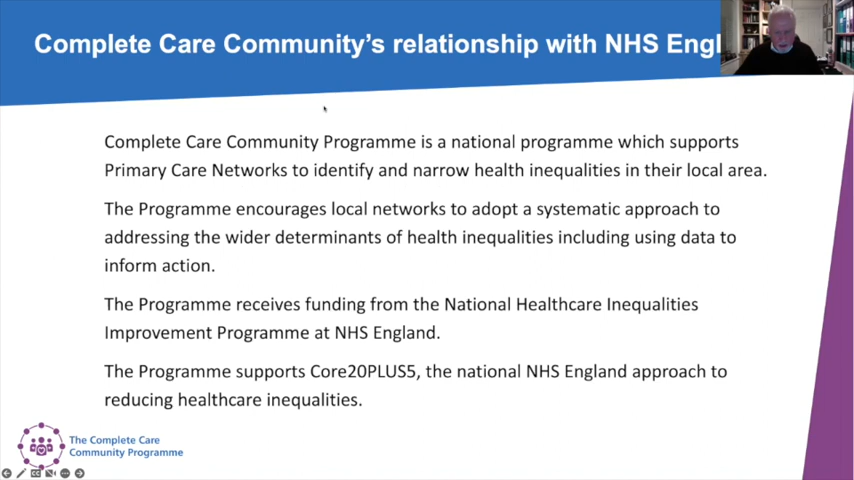 Complete Care Community's relationship with NHS Engl
Complete Care Community Programme is a national programme which supports
Primary Care Networks to identify and narrow health inequalities in their local area.
The Programme encourages local networks to adopt a systematic approach to
addressing the wider determinants of health inequalities including using data to
inform action.
The Programme receives funding from the National Healthcare Inequalities
Improvement Programme at NHS England.
The Programme supports Core20PLUS5, the national NHS England approach to
reducing healthcare inequalities.
The Complete Care
Community Programme